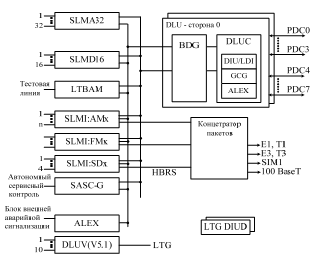 1
32
SLMA32
DLU - сторона 0
PDC0
BDG
DLUC
PDC3
1
16
SLMD16
DIU/LDI
GCG
PDC4
Тестовая
линия
LTBAM
ALEX
PDC7
1
n
SLMI:AMx
Концетратор
пакетов
1
SLMI:FMx
E1, T1
E3, T3
1
4
SLMI:SDx
SIM1
HBRS
100 BaseT
Автономный
сервисный
контроль
SASC-G
Блок внешней
аварийной
сигнализации
ALEX
LTG DIUD
1
10
DLUV(V5.1)
LTG